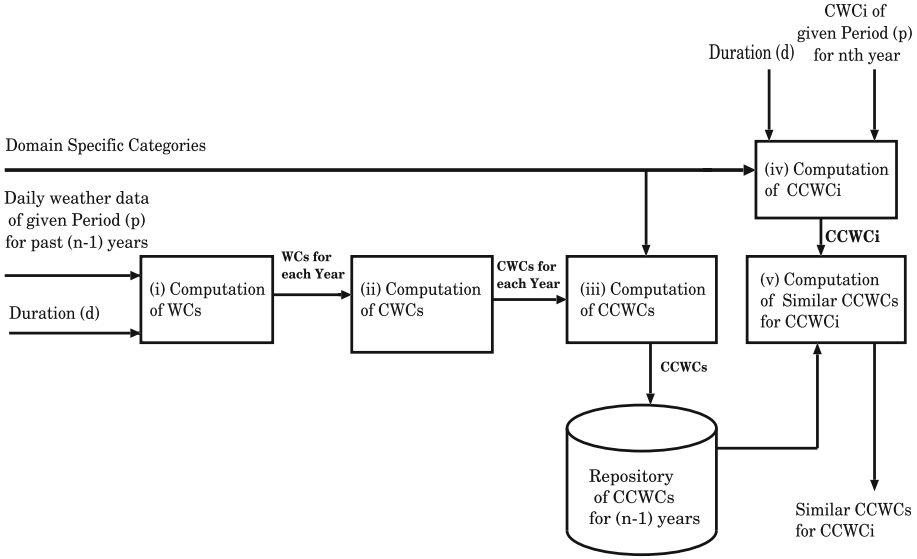 CWCi of
given Period (p)
for nth year
Duration (d)
Domain Specific Categories
(iv) Computation
of CCWCi
Daily weather data
of given Period (p)
for past (n-1) years
CCWCi
WCs for
each Year
CWCs for
each Year
(i) Computation
of WCs
(ii) Computation
of CWCs
(iii) Computation
of CCWCs
(v) Computation
of Similar CCWCs
for CCWCi
Duration (d)
CCWCs
Repository
of CCWCs
for (n-1) years
Similar CCWCs
for CCWCi